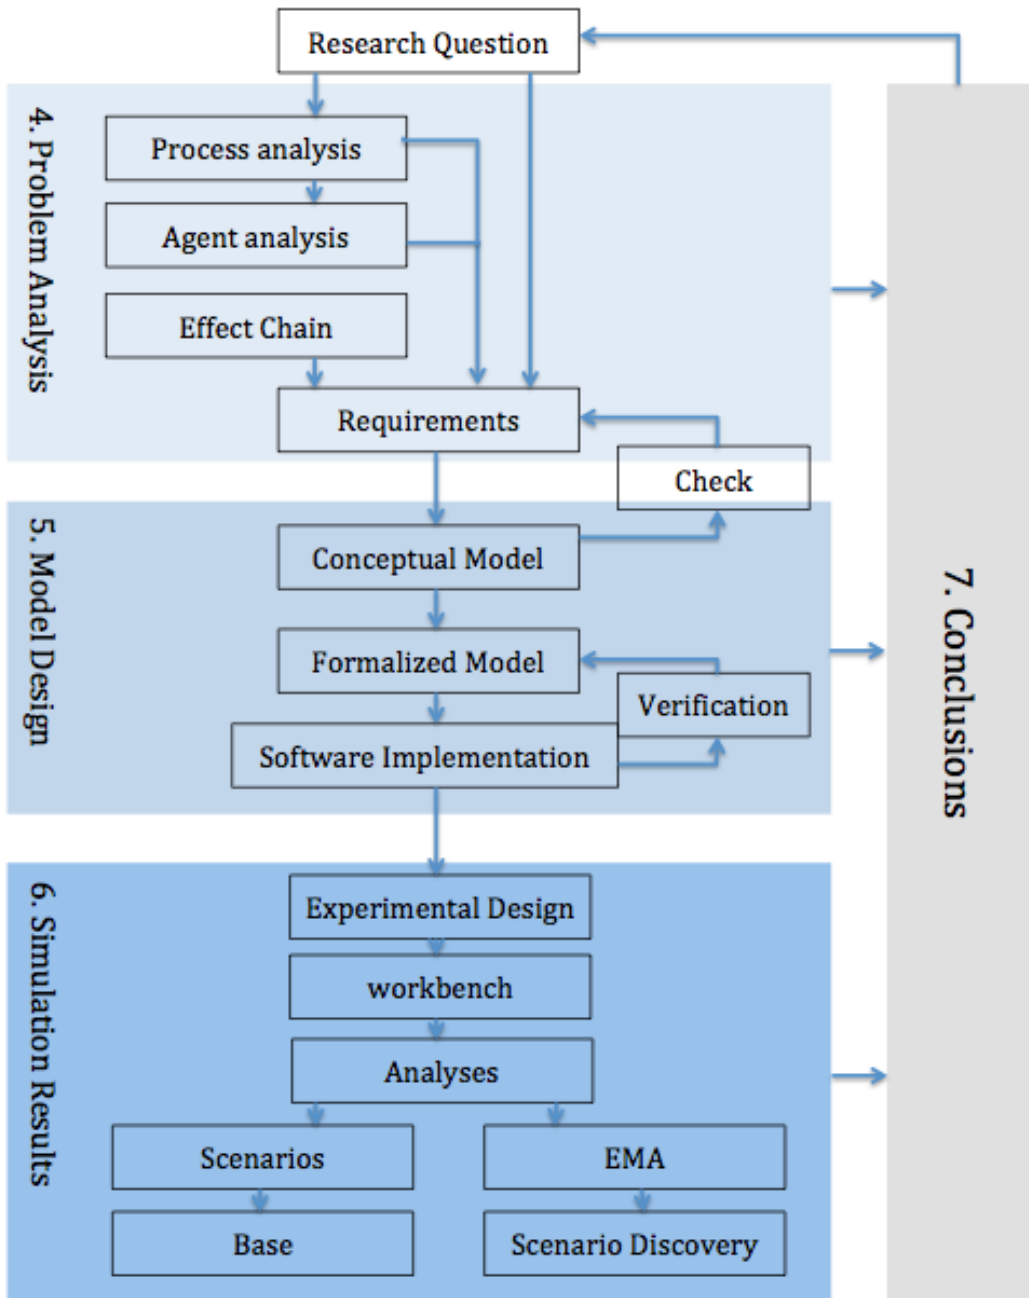 Research Question
4. Problem Analysis
Process analysis
Agent analysis
Effect Chain
Requirements
Check
5. Model Design
Conceptual Model
Formalized Model
Verification
Software Implementation
6. Simulation Results
Experimental Design
workbench
Analyses
Scenarios
EMA
Base
Scenario Discovery
7. Conclusions